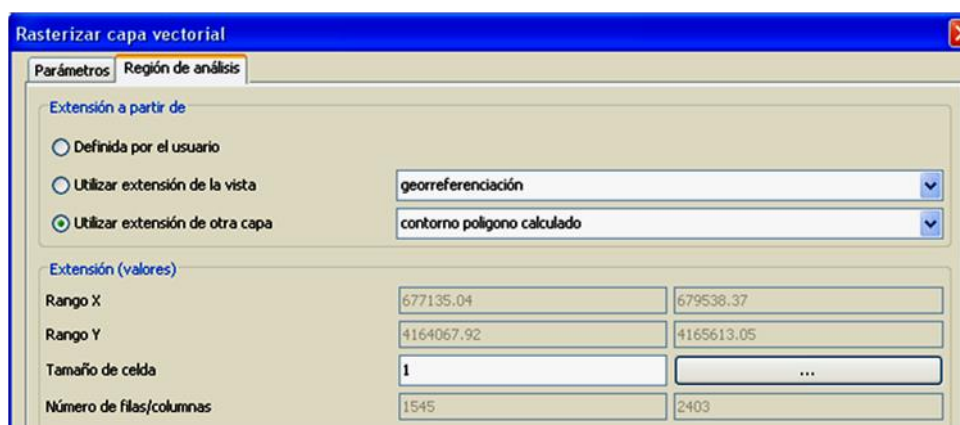 Rasterizar capa vectorial
Parámetros Región de análisis
Extensión a partir de
Definida por el usuario
Utilizar extensión de la vista georreferenciación
Utilizar extensión de otra capa contorno poligono calculado
Extensión (valores)
Rango X 677135.04 679538.37
Rango Y 4164067.92 4165613.05
Tamaño de celda 1 ...
Número de filas/columnas 1545 2403